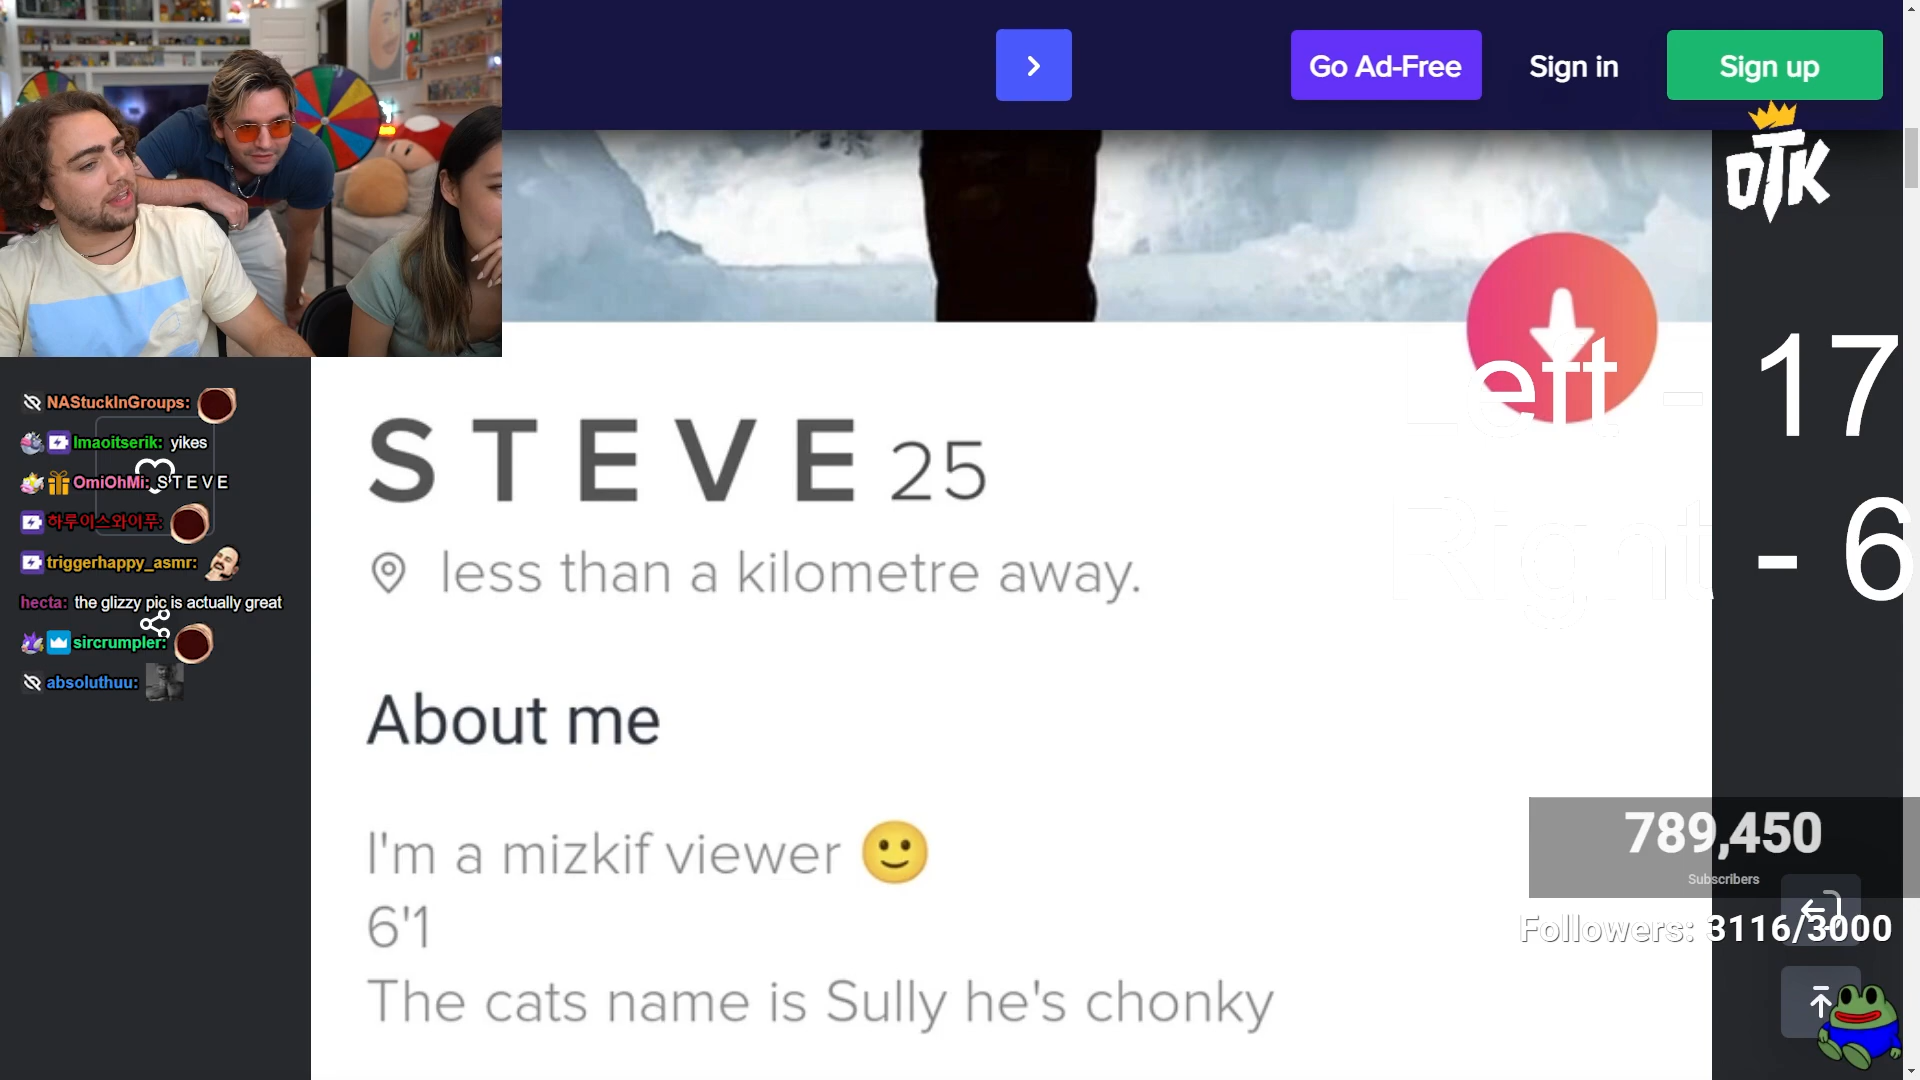 Go Ad-Free
Sign in
Sign up
OTK
Left - 17
Right - 6
NAStuckInGroups:
lmaoitserik: yikes
OmiOhMi: S T E V E
하루이스와이푸:
triggerhappy_asmr:
hecta: the glizzy pic is actually great
sircrumpler:
absoluthuu:
S T E V E 25
less than a kilometre away.
About me
I'm a mizkif viewer 🙂
6'1
The cats name is Sully he's chonky
789,450
Subscribers
Followers: 3116/3000